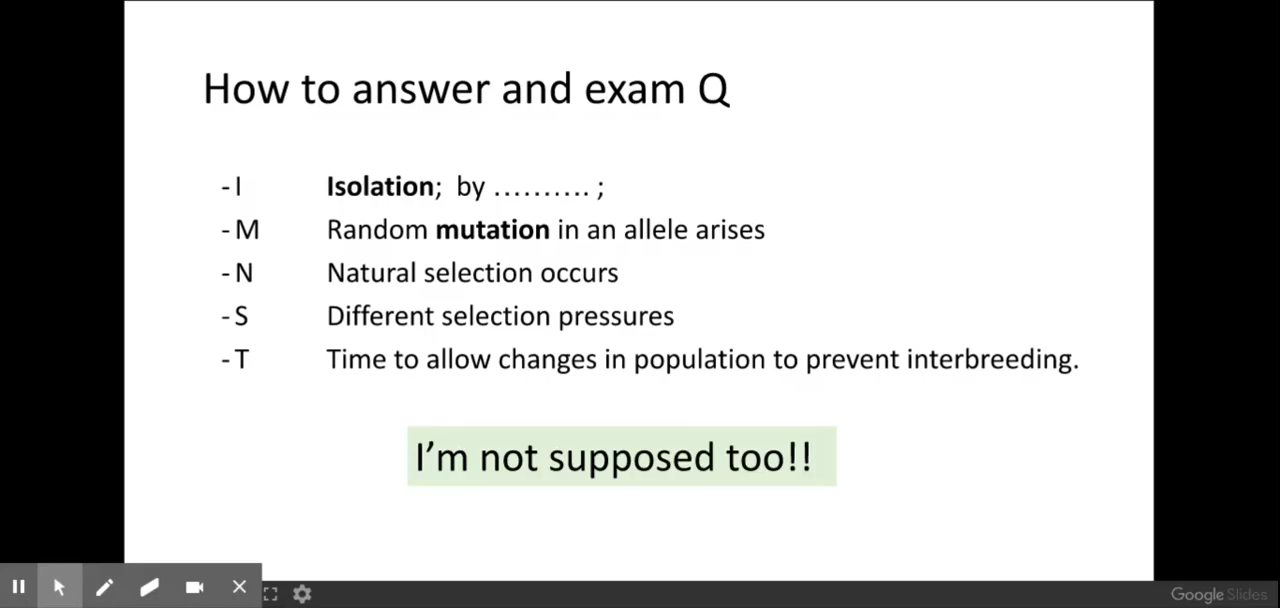 How to answer and exam Q
- I Isolation; by ………. ;
- M Random mutation in an allele arises
- N Natural selection occurs
- S Different selection pressures
- T Time to allow changes in population to prevent interbreeding.
I’m not supposed too!!
Google Slides